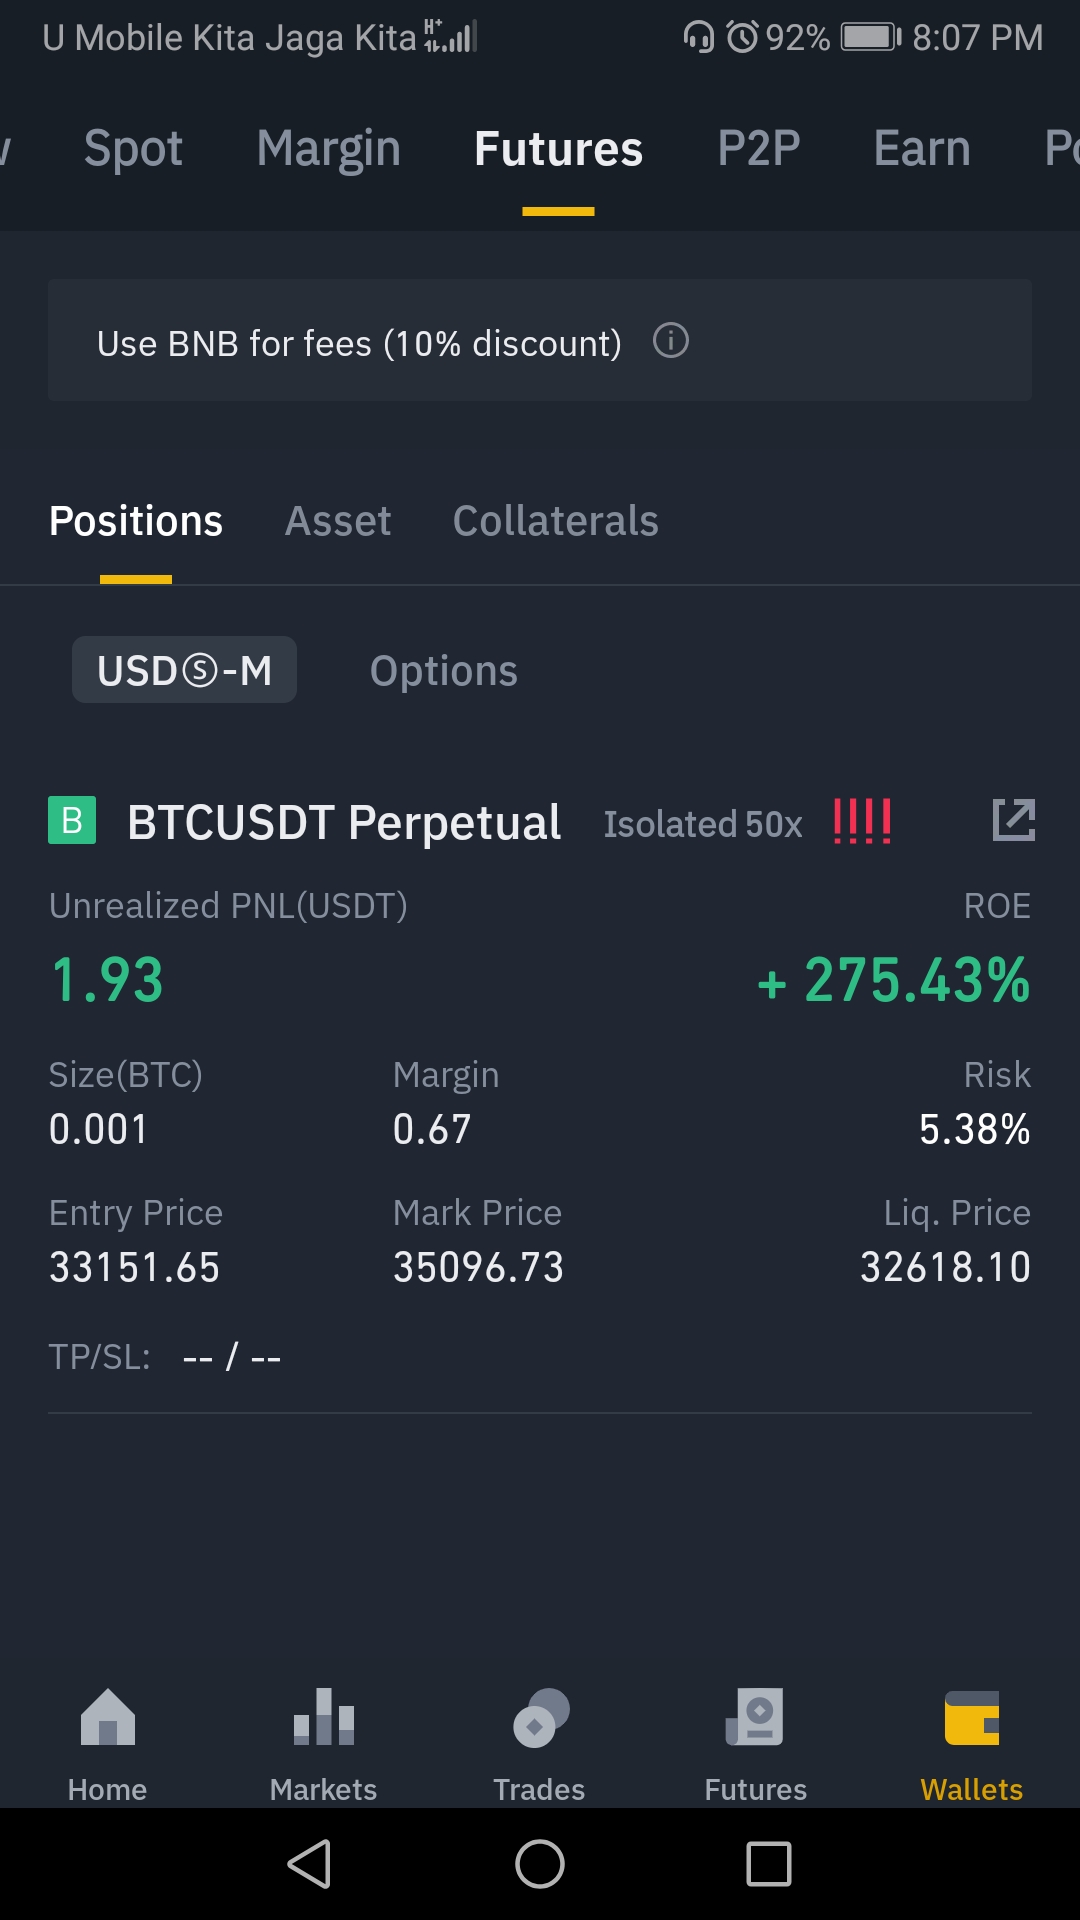 U Mobile Kita Jaga Kita H+ 92% 8:07 PM
Spot Margin Futures P2P Earn
Use BNB for fees (10% discount)
Positions Asset Collaterals
USDⓈ-M Options
B BTCUSDT Perpetual Isolated 50x !!!!
Unrealized PNL(USDT) ROE
1.93 + 275.43%
Size(BTC) Margin Risk
0.001 0.67 5.38%
Entry Price Mark Price Liq. Price
33151.65 35096.73 32618.10
TP/SL: -- / --
Home Markets Trades Futures Wallets